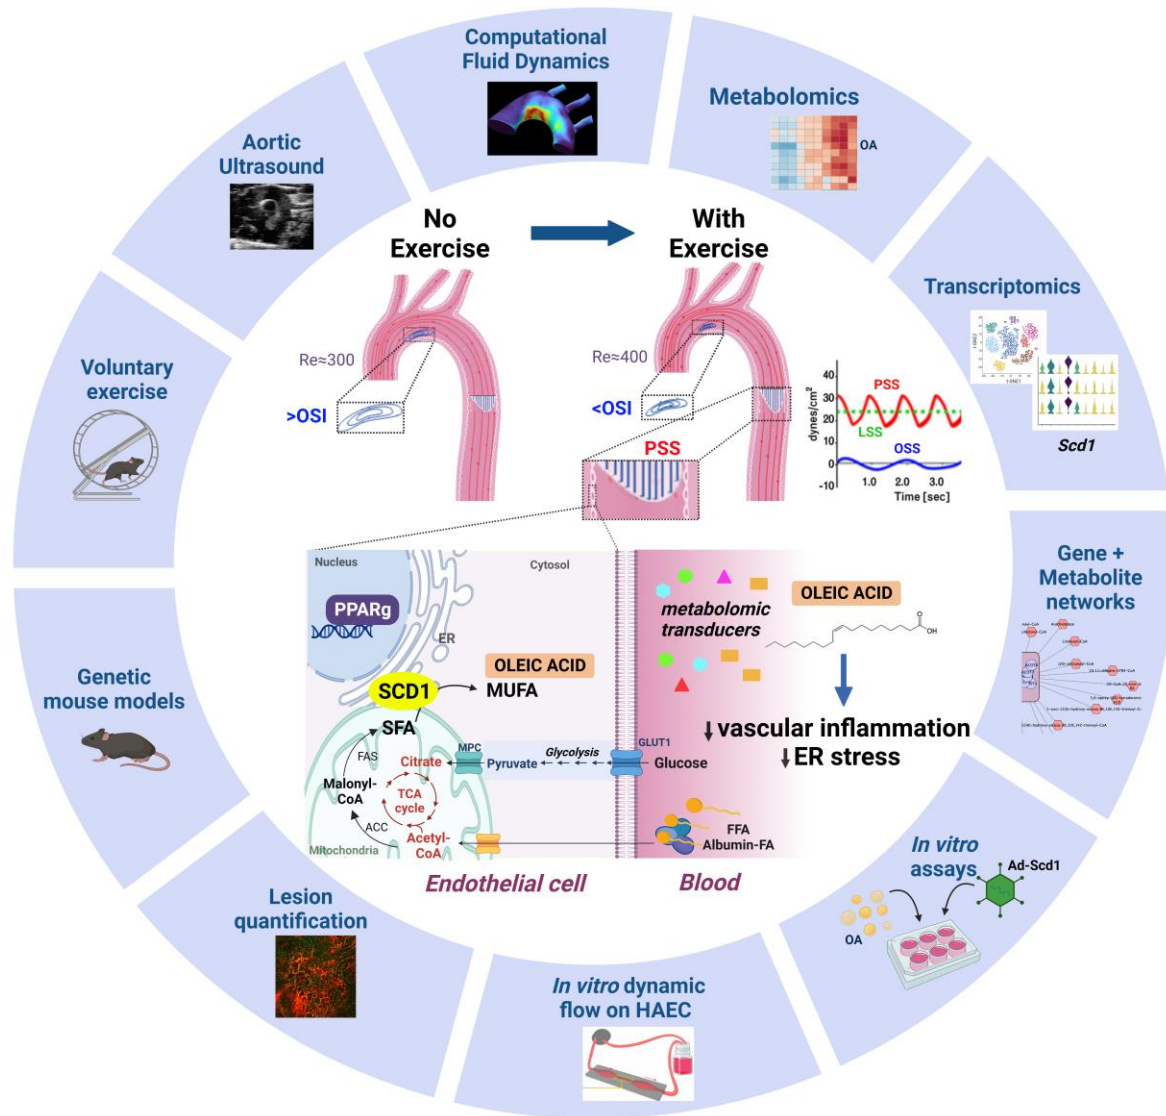 Computational
Fluid Dynamics
Metabolomics
OA
Aortic
Ultrasound
Transcriptomics
t-SNE2
t-SNE1
Scd1
Voluntary
exercise
Gene +
Metabolite
networks
Genetic
mouse models
Lesion
quantification
In vitro dynamic
flow on HAEC
In vitro
assays
Ad-Scd1
OA
No
Exercise
With
Exercise
Re≈300
>OSI
Re≈400
<OSI
PSS
dynes/cm²
40
30
20
10
0
-10
PSS
LSS
OSS
1.0
2.0
3.0
Time [sec]
Nucleus
Cytosol
PPARg
ER
OLEIC ACID
MUFA
SCD1
SFA
FAS
Malonyl-
CoA
ACC
Mitochondria
Citrate
TCA
cycle
Acetyl-
CoA
MPC
Pyruvate
Glycolysis
GLUT1
Glucose
metabolomic
transducers
OLEIC ACID
OH
O
vascular inflammation
ER stress
FFA
Albumin-FA
Endothelial cell
Blood